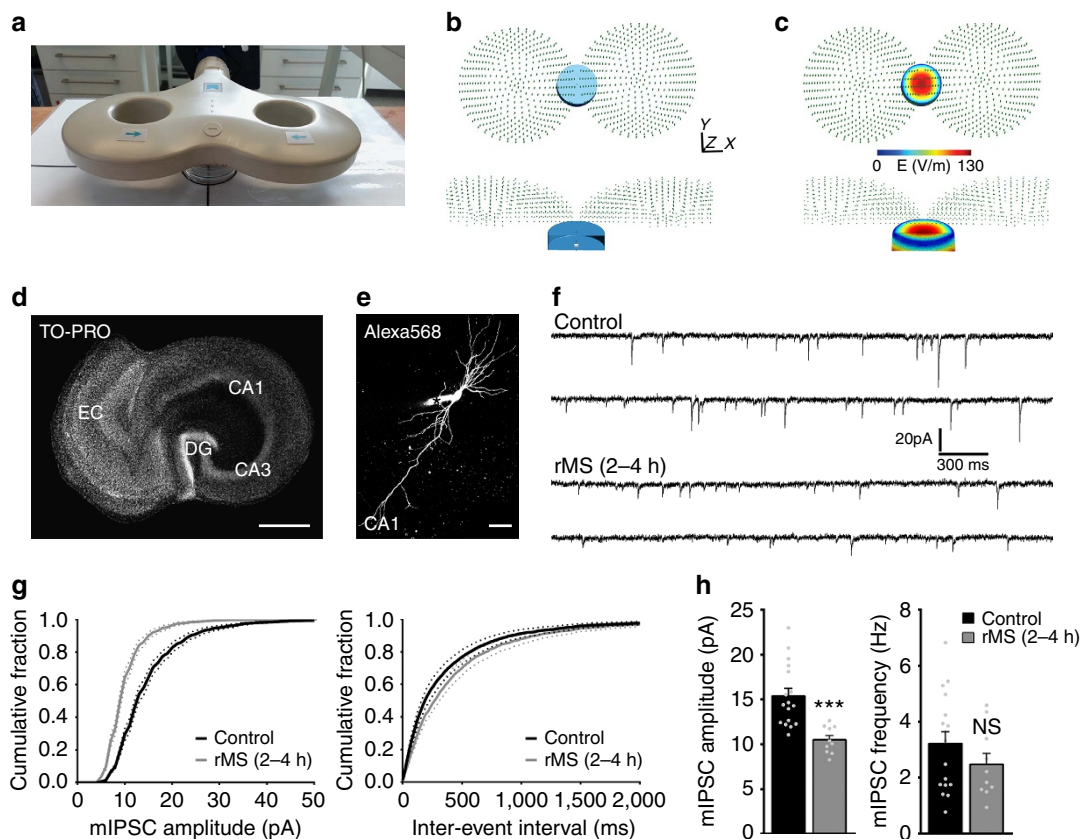 a
b
c
Y
Z X
0 E (V/m) 130
d
e
f
TO-PRO
EC
CA1
DG
CA3
Alexa568
CA1
Control
20pA
300 ms
rMS (2–4 h)
g
Cumulative fraction
1.0
0.8
0.6
0.4
0.2
0.0
0 10 20 30 40 50
mIPSC amplitude (pA)
Control
rMS (2–4 h)
Cumulative fraction
1.0
0.8
0.6
0.4
0.2
0.0
0 500 1,000 1,500 2,000
Inter-event interval (ms)
Control
rMS (2–4 h)
h
mIPSC amplitude (pA)
25
20
15
10
5
0
***
mIPSC frequency (Hz)
8
6
4
2
0
NS
Control
rMS (2–4 h)